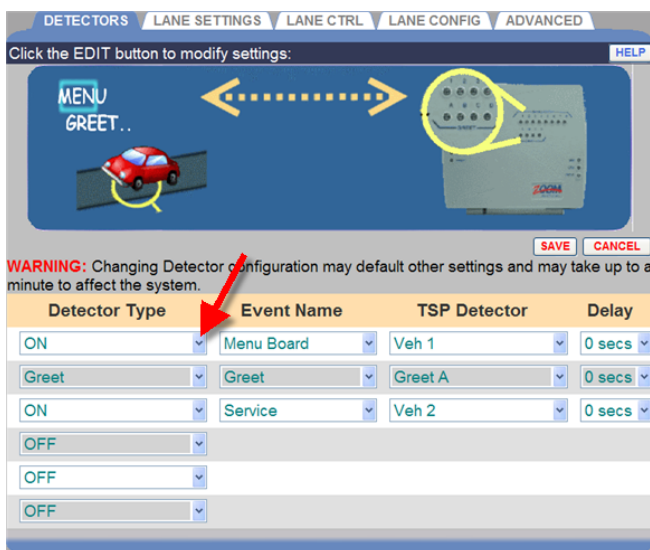 DETECTORS LANE SETTINGS LANE CTRL LANE CONFIG ADVANCED
Click the EDIT button to modify settings: HELP
MENU
GREET..
ZOOM
SAVE CANCEL
WARNING: Changing Detector configuration may default other settings and may take up to a
minute to affect the system.
Detector Type Event Name TSP Detector Delay
ON Menu Board Veh 1 0 secs
Greet Greet Greet A 0 secs
ON Service Veh 2 0 secs
OFF
OFF
OFF